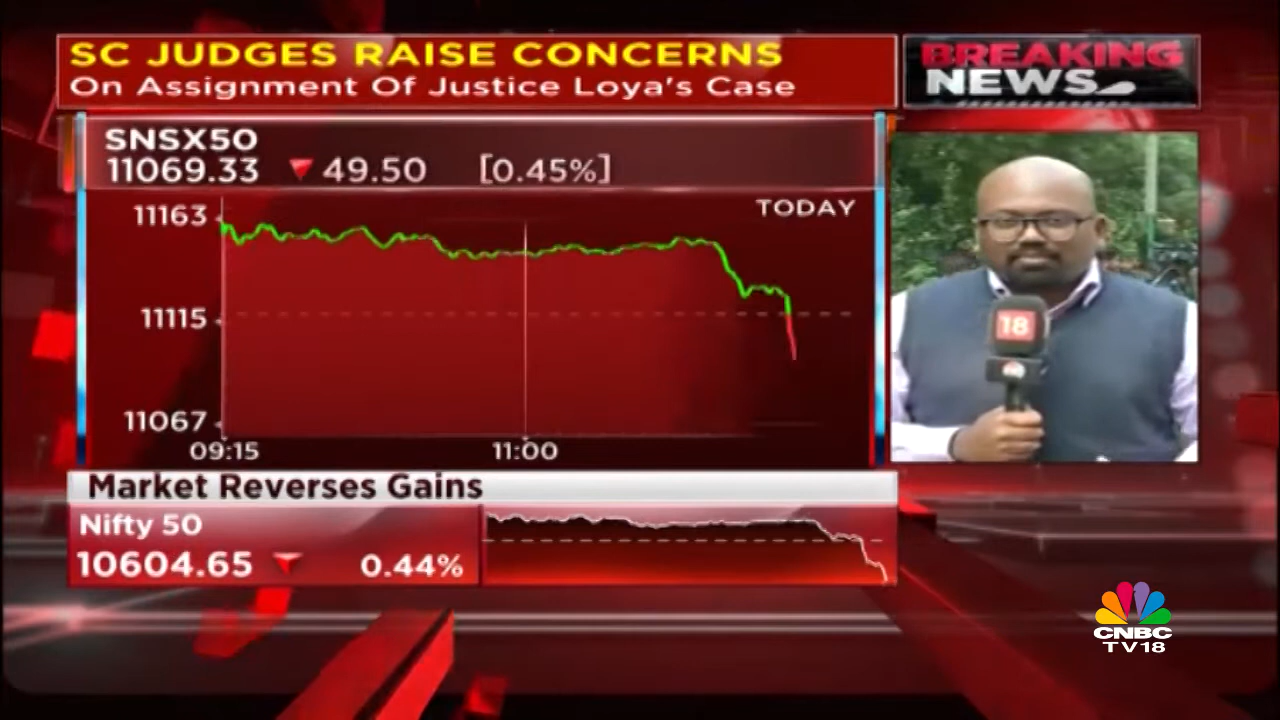 SC JUDGES RAISE CONCERNS
On Assignment Of Justice Loya's Case
BREAKING
NEWS
SNSX50
11069.33 ▼ 49.50 [0.45%]
TODAY
11163
11115
11067
09:15 11:00
18
Market Reverses Gains
Nifty 50
10604.65 ▼ 0.44%
CNBC
TV18